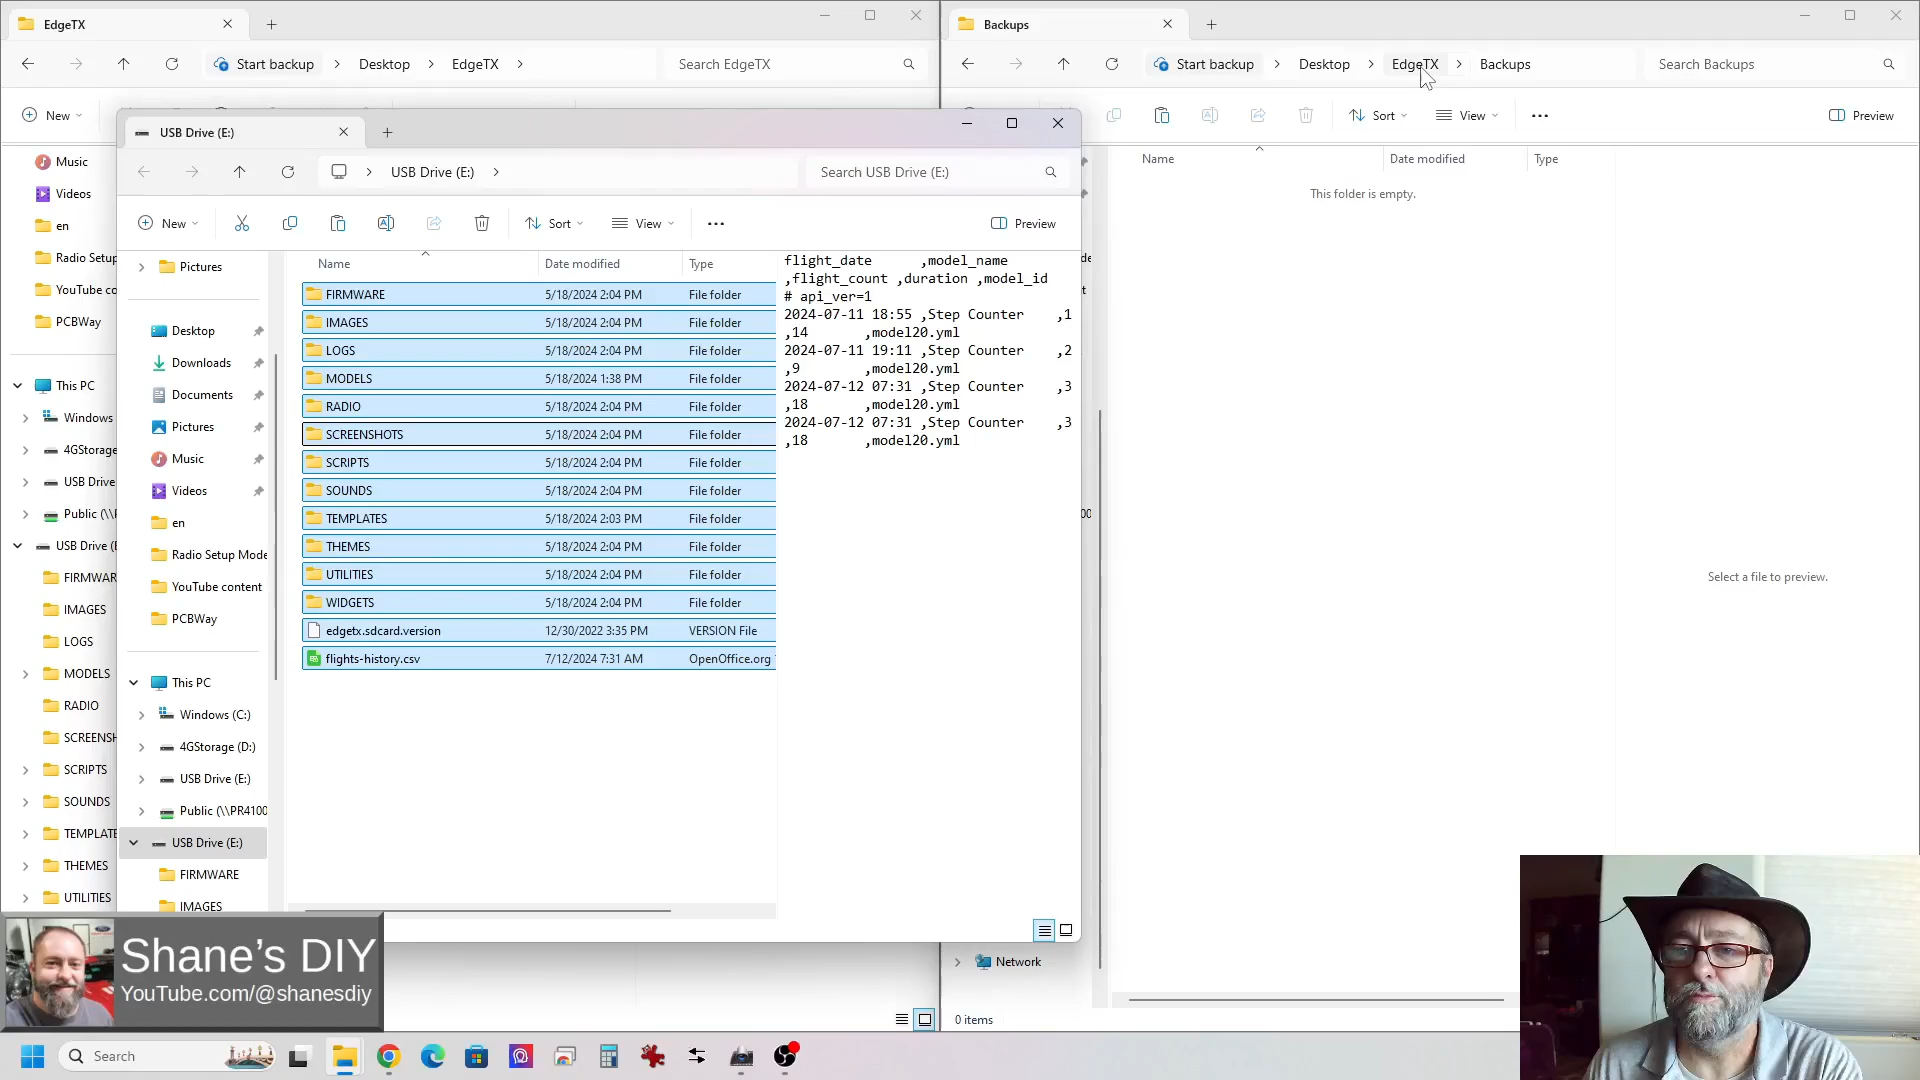 EdgeTX
Start backup
Desktop
EdgeTX
Search EdgeTX
New
Music
Videos
en
Radio Setup
YouTube co
PCBWay
This PC
Windows
4GStorage
USB Drive
Public (\\
USB Drive (
FIRMWAR
IMAGES
LOGS
MODELS
RADIO
SCREENSH
SCRIPTS
SOUNDS
TEMPLATE
THEMES
UTILITIES
Backups
Start backup
Desktop
EdgeTX
Backups
Search Backups
Sort
View
Preview
Name
Date modified
Type
This folder is empty.
Select a file to preview.
Network
0 items
USB Drive (E:)
USB Drive (E:)
Search USB Drive (E:)
New
Sort
View
Preview
Pictures
Desktop
Downloads
Documents
Pictures
Music
Videos
en
Radio Setup Mode
YouTube content
PCBWay
This PC
Windows (C:)
4GStorage (D:)
USB Drive (E:)
Public (\\PR4100
USB Drive (E:)
FIRMWARE
IMAGES
Name Date modified Type
FIRMWARE 5/18/2024 2:04 PM File folder
IMAGES 5/18/2024 2:04 PM File folder
LOGS 5/18/2024 2:04 PM File folder
MODELS 5/18/2024 1:38 PM File folder
RADIO 5/18/2024 2:04 PM File folder
SCREENSHOTS 5/18/2024 2:04 PM File folder
SCRIPTS 5/18/2024 2:04 PM File folder
SOUNDS 5/18/2024 2:04 PM File folder
TEMPLATES 5/18/2024 2:03 PM File folder
THEMES 5/18/2024 2:04 PM File folder
UTILITIES 5/18/2024 2:04 PM File folder
WIDGETS 5/18/2024 2:04 PM File folder
edgetx.sdcard.version 12/30/2022 3:35 PM VERSION File
flights-history.csv 7/12/2024 7:31 AM OpenOffice.org
flight_date ,model_name
,flight_count ,duration ,model_id
# api_ver=1
2024-07-11 18:55 ,Step Counter ,1
,14 ,model20.yml
2024-07-11 19:11 ,Step Counter ,2
,9 ,model20.yml
2024-07-12 07:31 ,Step Counter ,3
,18 ,model20.yml
2024-07-12 07:31 ,Step Counter ,3
,18 ,model20.yml
Shane's DIY
YouTube.com/@shanesdiy
Search